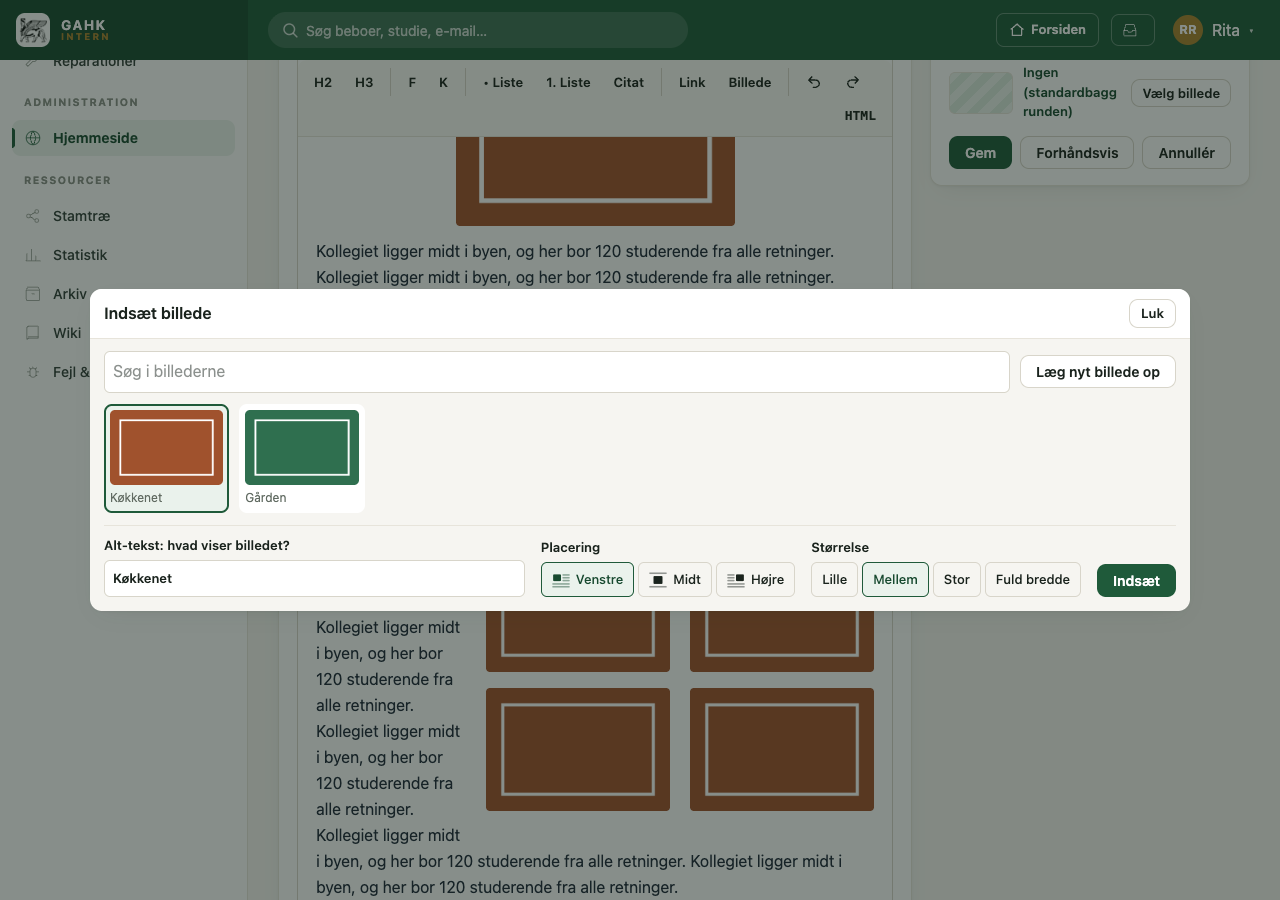 GAHK
INTERN
Søg beboer, studie, e-mail...
Forsiden
RR
Rita
Reparationer
ADMINISTRATION
Hjemmeside
RESSOURCER
Stamtræ
Statistik
Arkiv
Wiki
Fejl &
H2
H3
F
K
• Liste
1. Liste
Citat
Link
Billede
HTML
Ingen
(standardbagg
runden)
Vælg billede
Gem
Forhåndsvis
Annullér
Kollegiet ligger midt i byen, og her bor 120 studerende fra alle retninger.
Kollegiet ligger midt i byen, og her bor 120 studerende fra alle retninger.
Indsæt billede
Luk
Søg i billederne
Læg nyt billede op
Køkkenet
Gården
Alt-tekst: hvad viser billedet?
Køkkenet
Placering
Venstre
Midt
Højre
Størrelse
Lille
Mellem
Stor
Fuld bredde
Indsæt
Kollegiet ligger midt
i byen, og her bor
120 studerende fra
alle retninger.
Kollegiet ligger midt
i byen, og her bor
120 studerende fra
alle retninger.
Kollegiet ligger midt
i byen, og her bor 120 studerende fra alle retninger. Kollegiet ligger midt i
byen, og her bor 120 studerende fra alle retninger.